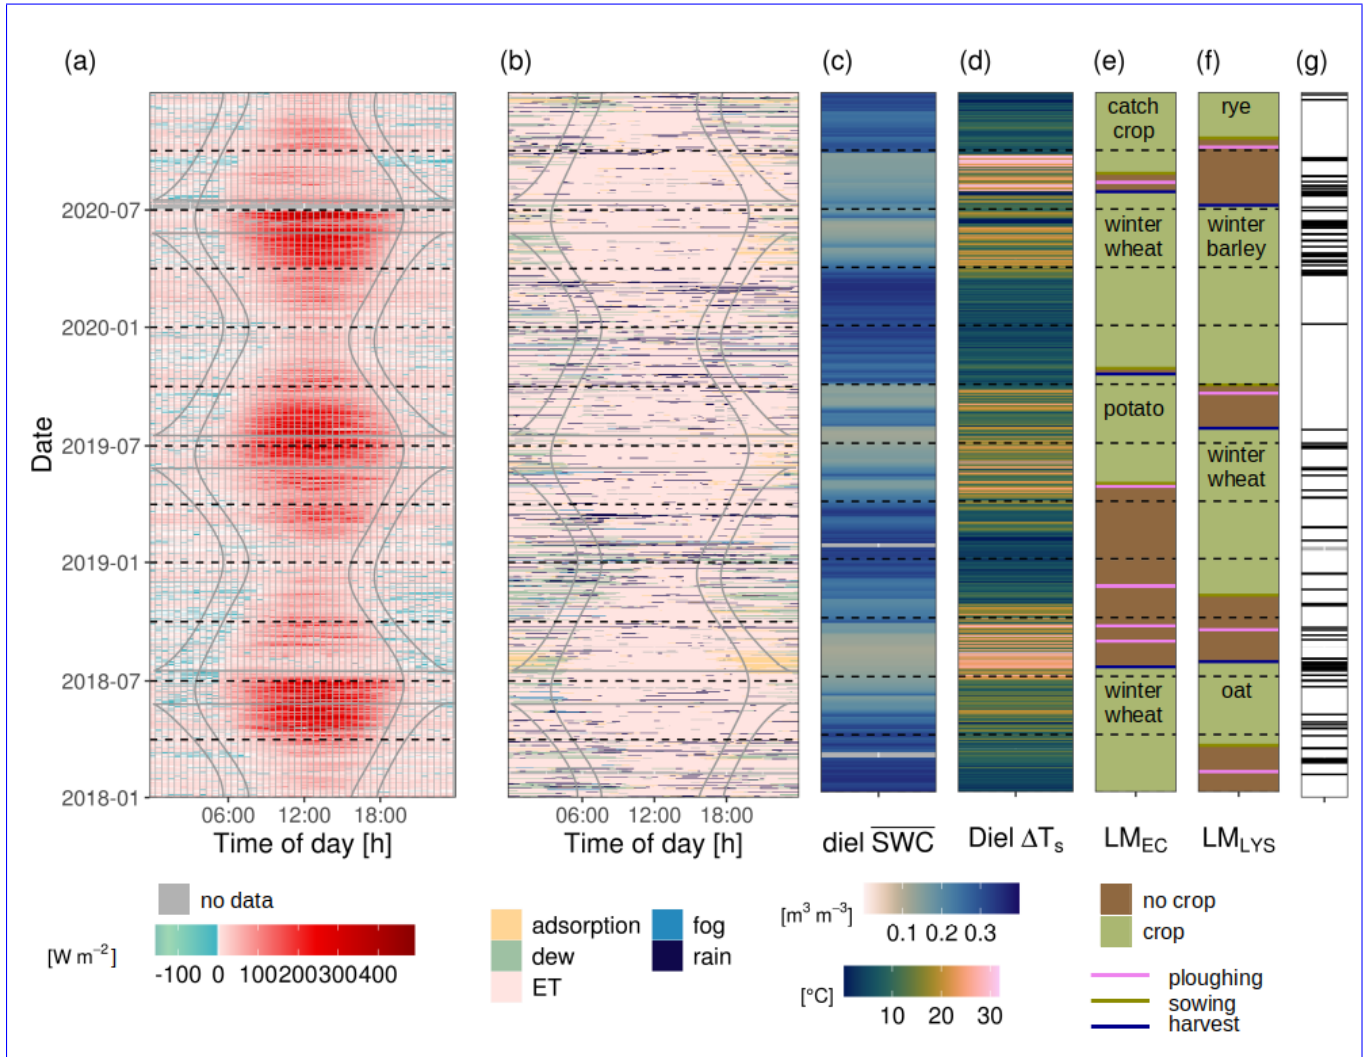 (a)
(b)
(c)
(d)
(e)
(f)
(g)
catch
crop
rye
2020-07
winter
wheat
winter
barley
2020-01
potato
Date
2019-07
winter
wheat
2019-01
2018-07
winter
wheat
oat
2018-01
06:00 12:00 18:00
06:00 12:00 18:00
Time of day [h]
Time of day [h]
diel SWC
Diel ΔTs
LMEC
LMLYS
no data
[W m−2]
-100 0 100 200 300 400
adsorption
dew
ET
fog
rain
[m3 m−3]
0.1 0.2 0.3
[°C]
10 20 30
no crop
crop
ploughing
sowing
harvest